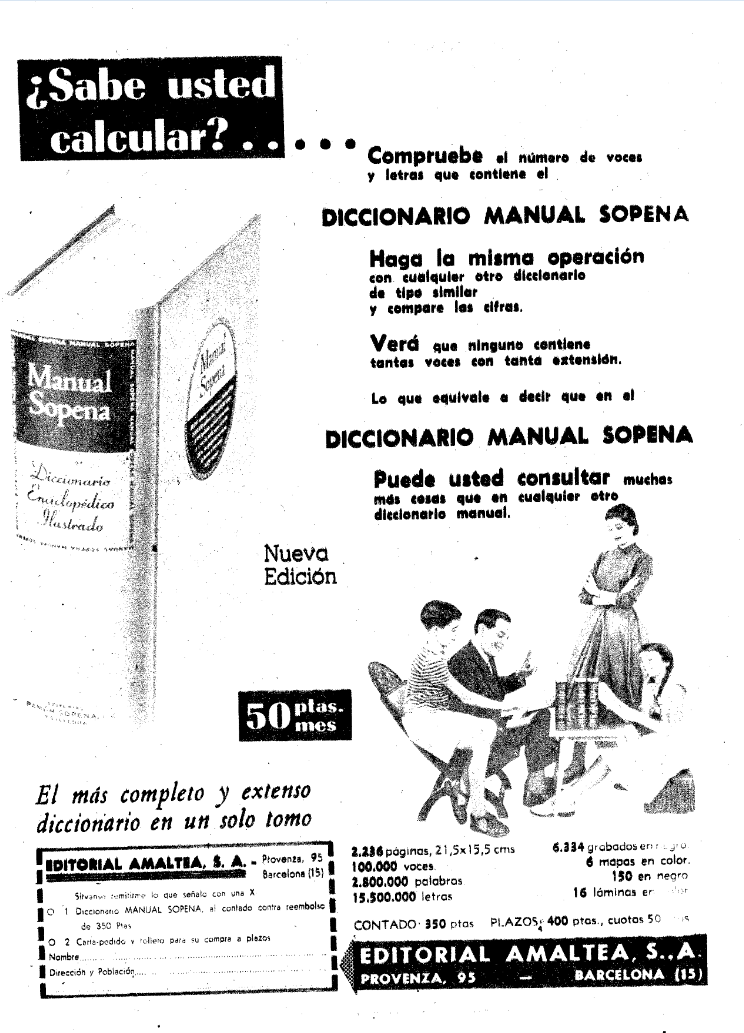 ¿Sabe usted
calcular? . . . . .
Compruebe el número de voces
y letras que contiene el
DICCIONARIO MANUAL SOPENA
Haga la misma operación
con cualquier otro diccionario
de tipo similar
y compare las cifras.
Verá que ninguno contiene
tantas voces con tanta extensión.
Lo que equivale a decir que en el
DICCIONARIO MANUAL SOPENA
Puede usted consultar muchas
más cosas que en cualquier otro
diccionario manual.
Manual
Sopena
Diccionario
Enciclopédico
Ilustrado
Manual
Sopena
RAMÓN SOPENA
Nueva
Edición
50 ptas.
mes
El más completo y extenso
diccionario en un solo tomo
2.236 páginas, 21,5x15,5 cms
100.000 voces
2.800.000 palabras
15.500.000 letras
6.334 grabados en negro
6 mapas en color.
150 en negro
16 láminas en color
CONTADO: 350 ptas PLAZOS: 400 ptas., cuotas 50
EDITORIAL AMALTEA, S. A. - Provenza, 95
Barcelona (15)
Sírvanse remitirme lo que señalo con una X
O 1 Diccionario MANUAL SOPENA, al contado contra reembolso
de 350 Ptas
O 2 Carta-pedido y folleto para su compra a plazos
Nombre
Dirección y Población
EDITORIAL AMALTEA, S. A.
PROVENZA, 95 — BARCELONA (15)